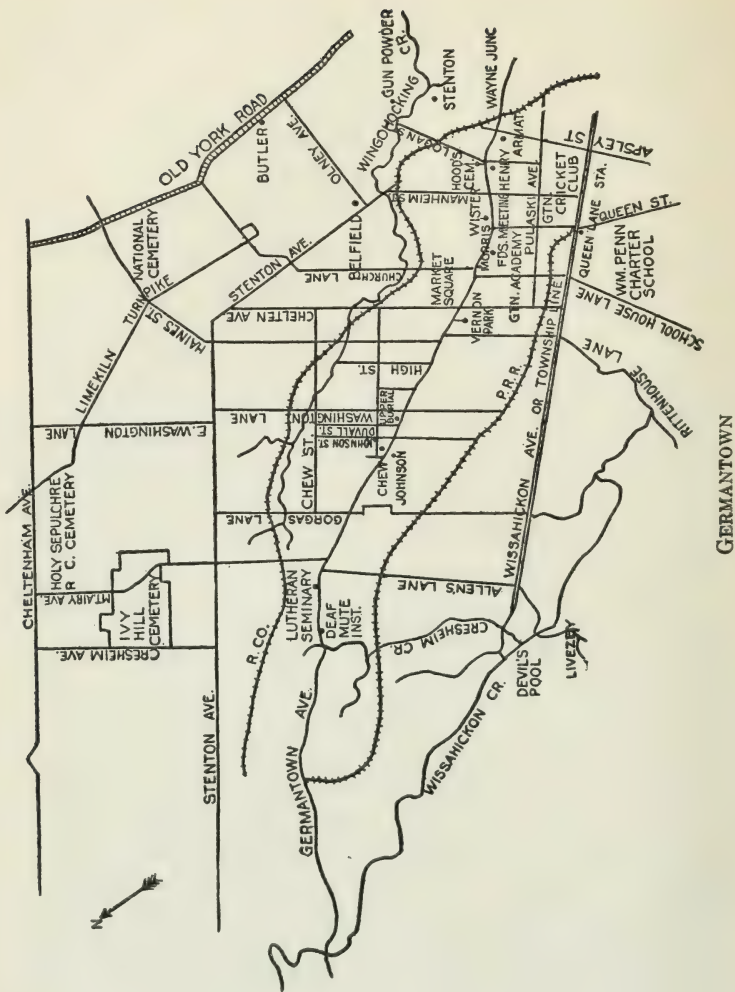 CHELTENHAM AVE.
OLD YORK ROAD
NATIONAL
CEMETERY
BUTLER
OLNEY AVE.
LIMEKILN
TURNPIKE
HAINES ST.
STENTON AVE.
BELFIELD
WINGOHOCKING
GUN POWDER
CR.
STENTON
LOGAN ST.
WAYNE JUNC
CHURCH
LANE
CHELTEN AVE
MARKET
SQUARE
MANHEIM ST.
HOOD'S
CEM.
WISTER
MORRIS
FDS. MEETING
HENRY
ARMAT
PULASKI AVE.
GTN. ACADEMY
GTN.
CRICKET
CLUB
APSLEY
ST
QUEEN LANE STA.
QUEEN ST.
VERNON
PARK
WM. PENN
CHARTER
SCHOOL
SCHOOL HOUSE LANE
RITTENHOUSE
LANE
HIGH
ST.
E. WASHINGTON
LANE
WASHINGTON
LANE
UPPER
BURIAL
DUVALL ST.
JOHNSON ST.
CHEW ST.
CHEW
JOHNSON
P.R.R.
WISSAHICKON AVE. OR TOWNSHIP LINE
HOLY SEPULCHRE
R. C. CEMETERY
MT. AIRY AVE.
IVY
HILL
CEMETERY
CRESHEIM AVE.
GORGAS
LANE
STENTON AVE.
R. CO.
LUTHERAN
SEMINARY
DEAF
MUTE
INST.
ALLEN'S LANE
CRESHEIM CR.
DEVIL'S
POOL
LIVEZEY
GERMANTOWN
AVE.
WISSAHICKON CR.
N
GERMANTOWN